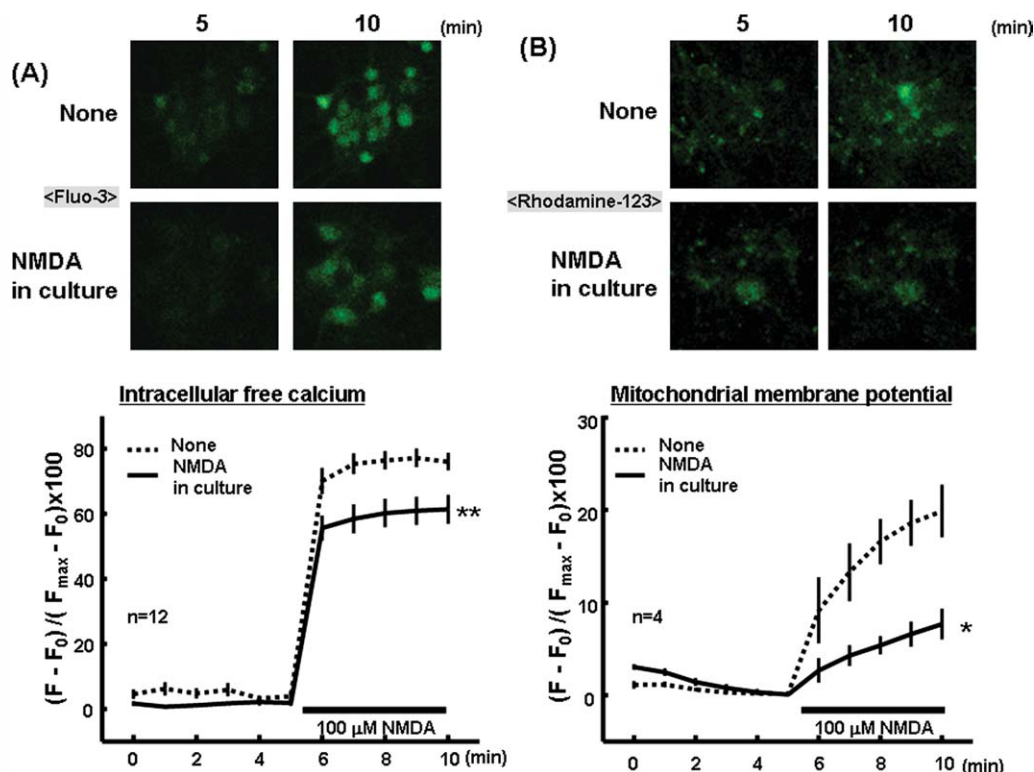 5 10 (min)
(A)
None
<Fluo-3>
NMDA
in culture
Intracellular free calcium
80
60
40
20
0
(F - F₀) /( Fmax - F₀)x100
None
NMDA
in culture
**
n=12
100 µM NMDA
0 2 4 6 8 10 (min)
5 10 (min)
(B)
None
<Rhodamine-123>
NMDA
in culture
Mitochondrial membrane potential
30
20
10
0
(F - F₀) /( Fmax - F₀)x100
None
NMDA
in culture
*
n=4
100 µM NMDA
0 2 4 6 8 10 (min)